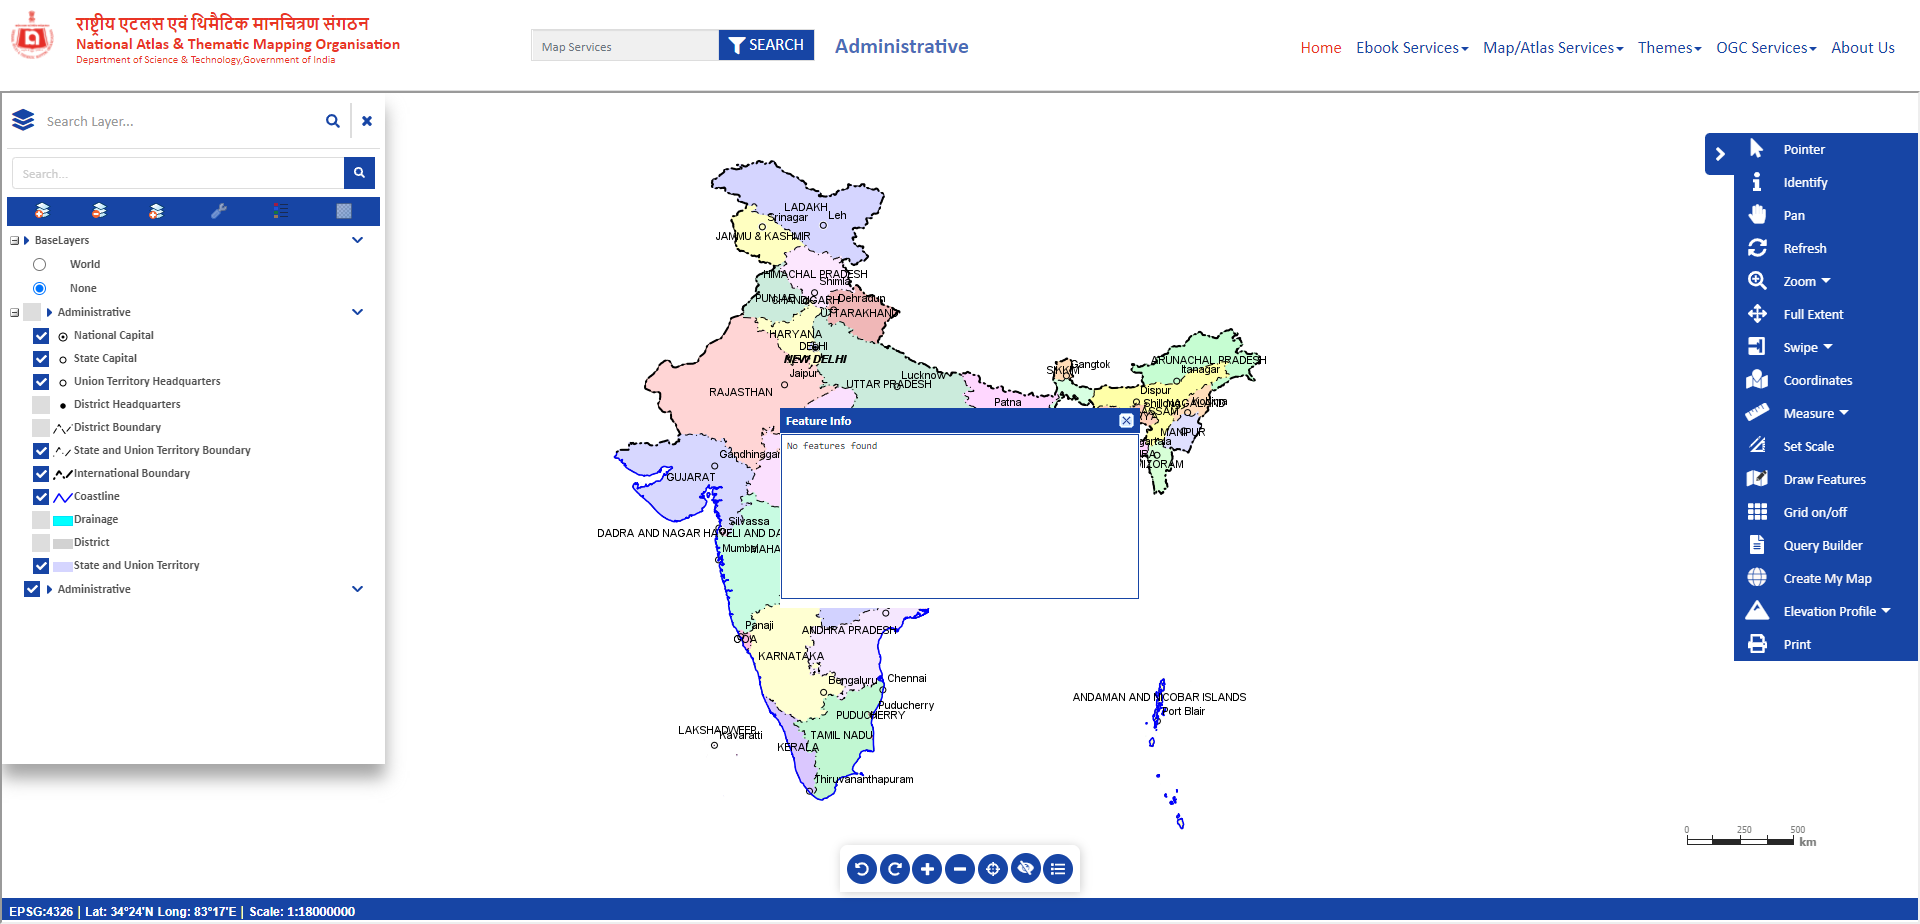 राष्ट्रीय एटलस एवं थिमैटिक मानचित्रण संगठन
National Atlas & Thematic Mapping Organisation
Department of Science & Technology,Government of India
Map Services
SEARCH
Administrative
Home
Ebook Services
Map/Atlas Services
Themes
OGC Services
About Us
Search Layer...
Search...
BaseLayers
World
None
Administrative
National Capital
State Capital
Union Territory Headquarters
District Headquarters
District Boundary
State and Union Territory Boundary
International Boundary
Coastline
Drainage
District
State and Union Territory
Administrative
LADAKH
Srinagar
Leh
JAMMU & KASHMIR
HIMACHAL PRADESH
Shimla
PUNJAB
CHANDIGARH
Dehradun
UTTARAKHAND
HARYANA
DELHI
NEW DELHI
Jaipur
Lucknow
UTTAR PRADESH
RAJASTHAN
Patna
Gangtok
SIKKIM
ARUNACHAL PRADESH
Itanagar
Dispur
Shillong
NAGALAND
Kohima
ASSAM
MANIPUR
MIZORAM
Feature Info
No features found
Gandhinagar
GUJARAT
Silvassa
DADRA AND NAGAR HAVELI AND DA
Mumbai
MAHA
Panaji
GOA
ANDHRA PRADESH
KARNATAKA
Bengaluru
Chennai
Puducherry
PUDUCHERRY
LAKSHADWEEP
Kavaratti
TAMIL NADU
KERALA
Thiruvananthapuram
ANDAMAN AND NICOBAR ISLANDS
Port Blair
Pointer
Identify
Pan
Refresh
Zoom
Full Extent
Swipe
Coordinates
Measure
Set Scale
Draw Features
Grid on/off
Query Builder
Create My Map
Elevation Profile
Print
0 250 500
km
EPSG:4326 | Lat: 34°24'N Long: 83°17'E | Scale: 1:18000000